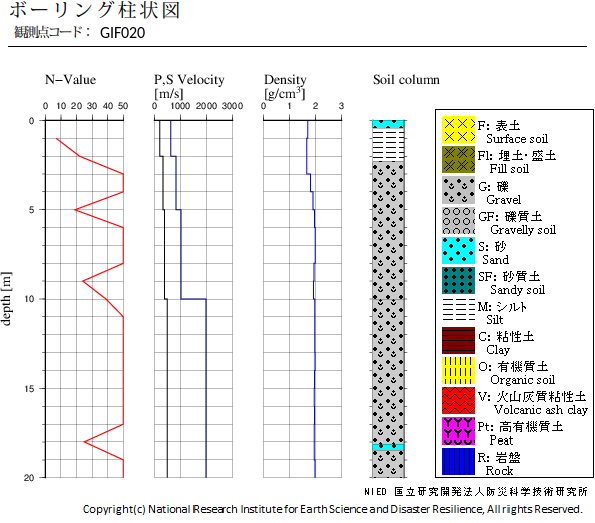 ボーリング柱状図
観測点コード： GIF020
N-Value P,S Velocity Density Soil column
[m/s] [g/cm3]
0 10 20 30 40 50 0 1000 2000 3000 0 1 2 3
0
5
10
15
20
depth [m]
F: 表土
Surface soil
Fl: 埋土・盛土
Fill soil
G: 礫
Gravel
GF: 礫質土
Gravelly soil
S: 砂
Sand
SF: 砂質土
Sandy soil
M: シルト
Silt
C: 粘性土
Clay
O: 有機質土
Organic soil
V: 火山灰質粘性土
Volcanic ash clay
Pt: 高有機質土
Peat
R: 岩盤
Rock
NIED 国立研究開発法人防災科学技術研究所
Copyright(c) National Research Institute for Earth Science and Disaster Resilience, All rights Reserved.